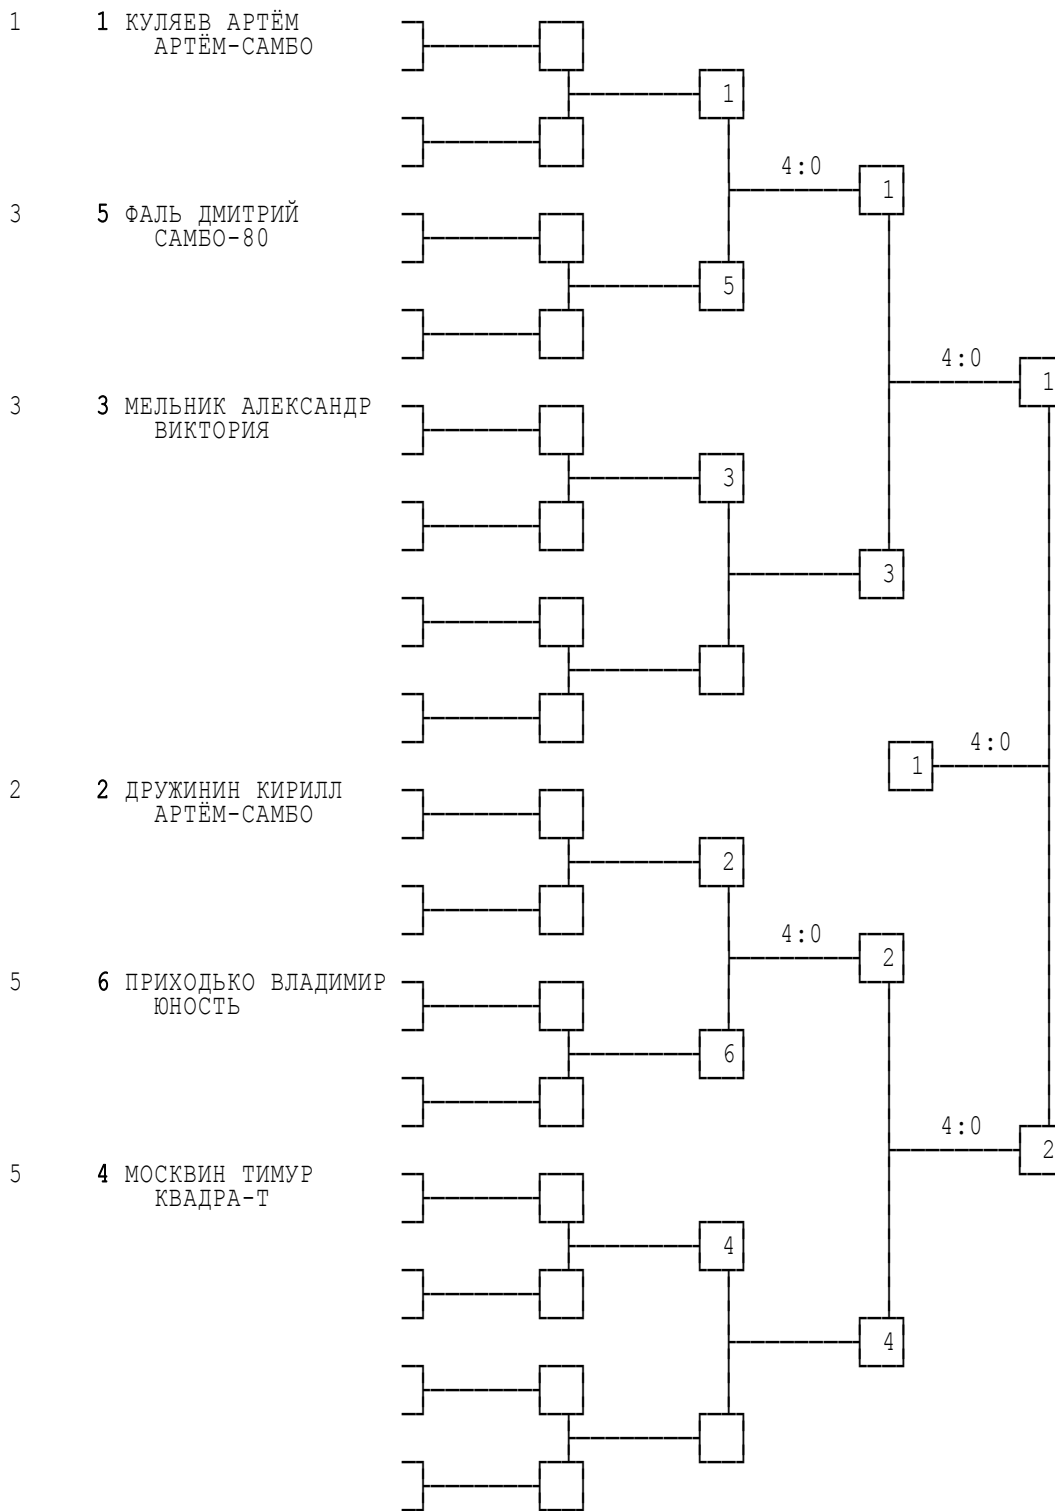 1 1 КУЛЯЕВ АРТЁМ
АРТЁМ-САМБО
1
4:0
1
3 5 ФАЛЬ ДМИТРИЙ
САМБО-80
5
4:0
1
3 3 МЕЛЬНИК АЛЕКСАНДР
ВИКТОРИЯ
3
3
4:0
1
2 2 ДРУЖИНИН КИРИЛЛ
АРТЁМ-САМБО
2
4:0
2
5 6 ПРИХОДЬКО ВЛАДИМИР
ЮНОСТЬ
6
4:0
2
5 4 МОСКВИН ТИМУР
КВАДРА-Т
4
4